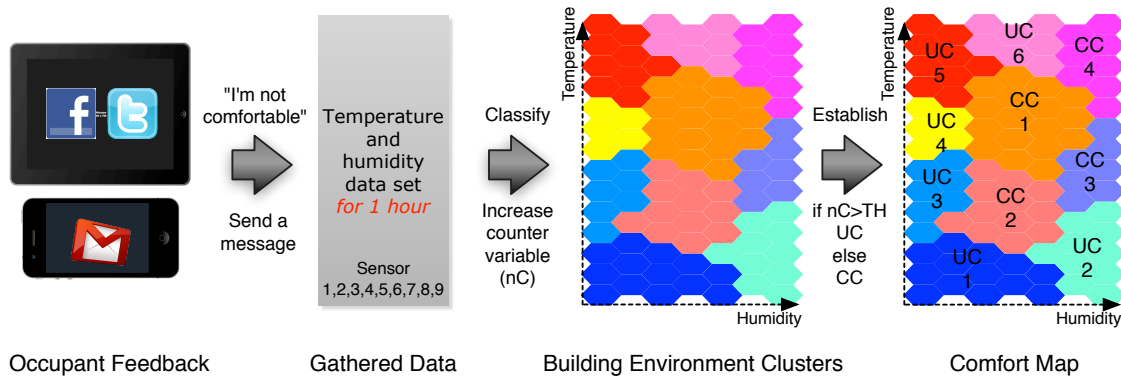 "I'm not
comfortable"
Send a
message
Temperature
and
humidity
data set
for 1 hour
Sensor
1,2,3,4,5,6,7,8,9
Classify
Increase
counter
variable
(nC)
Temperature
Humidity
Establish
if nC>TH
UC
else
CC
Temperature
Humidity
UC
5
UC
6
CC
4
CC
1
UC
4
UC
3
CC
3
CC
2
UC
1
UC
2
Occupant Feedback
Gathered Data
Building Environment Clusters
Comfort Map